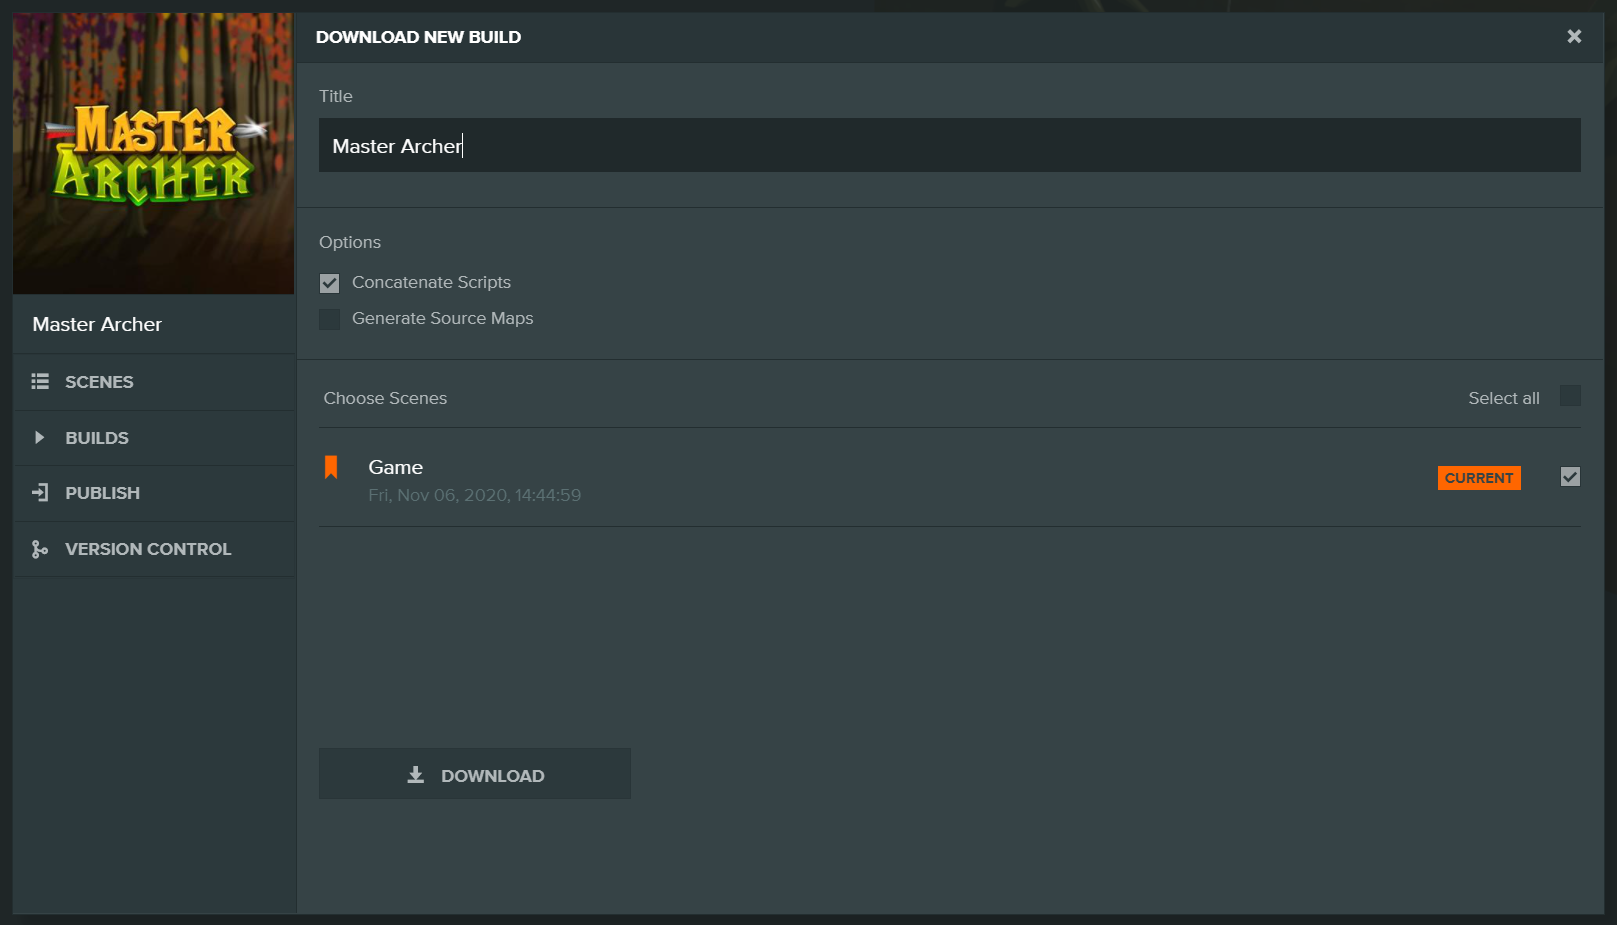 MASTER
ARCHER
Master Archer
SCENES
BUILDS
PUBLISH
VERSION CONTROL
DOWNLOAD NEW BUILD
Title
Master Archer
Options
Concatenate Scripts
Generate Source Maps
Choose Scenes
Select all
Game
CURRENT
Fri, Nov 06, 2020, 14:44:59
DOWNLOAD